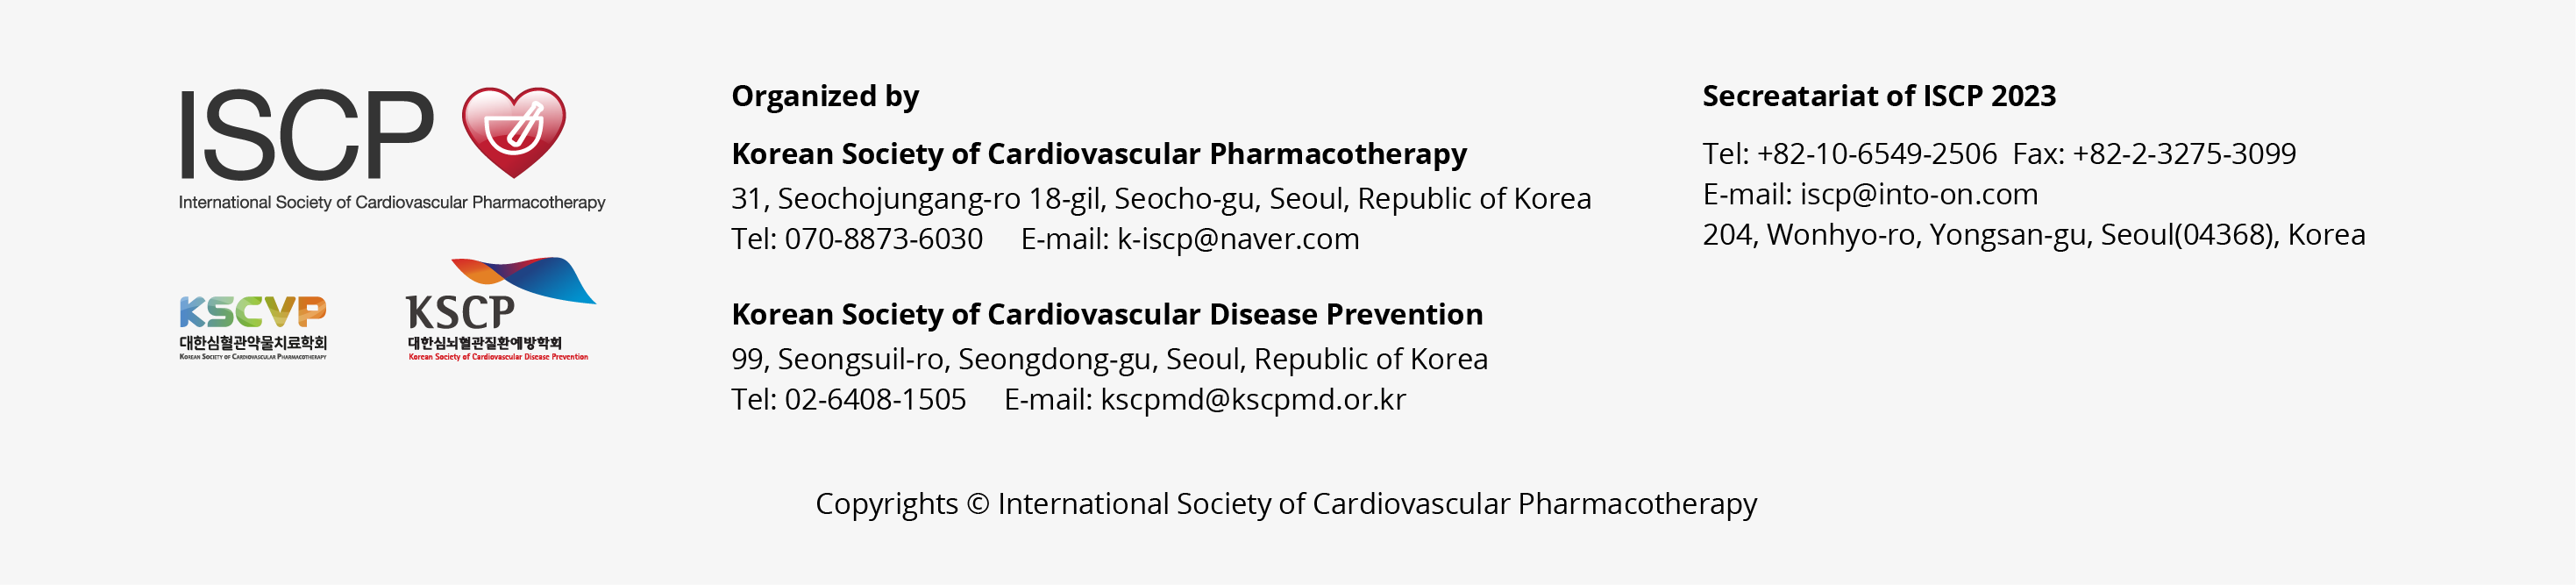 ISCP
International Society of Cardiovascular Pharmacotherapy
KSCVP
대한심혈관약물치료학회
KOREAN SOCIETY OF CARDIOVASCULAR PHARMACOTHERAPY
KSCP
대한심뇌혈관질환예방학회
Korean Society of Cardiovascular Disease Prevention
Organized by
Korean Society of Cardiovascular Pharmacotherapy
31, Seochojungang-ro 18-gil, Seocho-gu, Seoul, Republic of Korea
Tel: 070-8873-6030 E-mail: k-iscp@naver.com
Korean Society of Cardiovascular Disease Prevention
99, Seongsuil-ro, Seongdong-gu, Seoul, Republic of Korea
Tel: 02-6408-1505 E-mail: kscpmd@kscpmd.or.kr
Secreatariat of ISCP 2023
Tel: +82-10-6549-2506 Fax: +82-2-3275-3099
E-mail: iscp@into-on.com
204, Wonhyo-ro, Yongsan-gu, Seoul(04368), Korea
Copyrights © International Society of Cardiovascular Pharmacotherapy